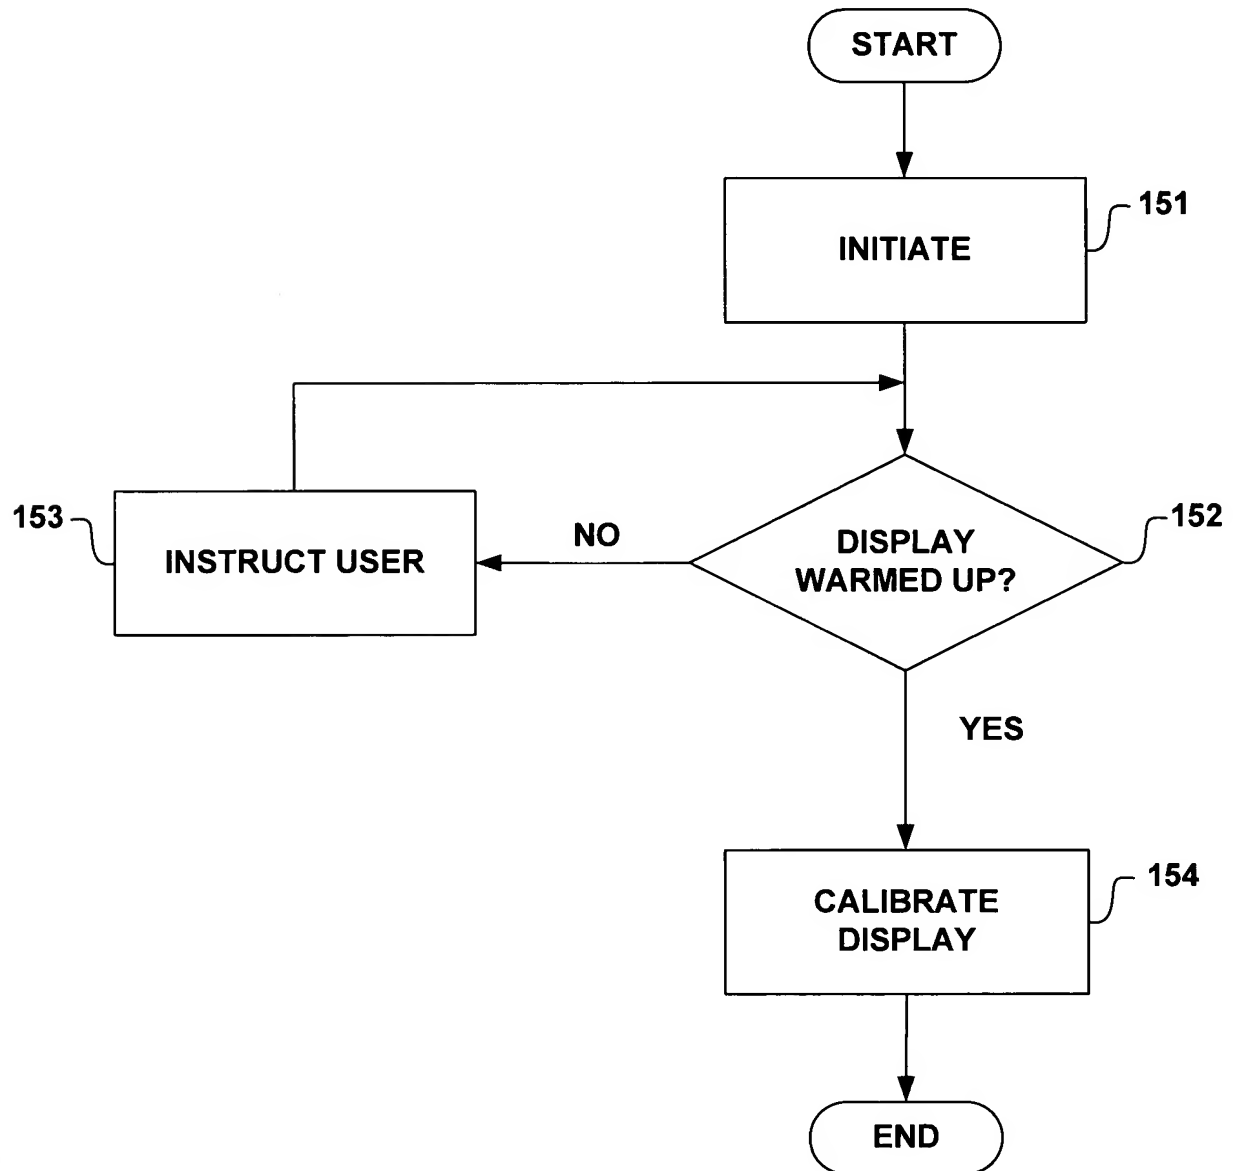 START
151
INITIATE
153
INSTRUCT USER
NO
DISPLAY
WARMED UP?
152
YES
154
CALIBRATE
DISPLAY
END